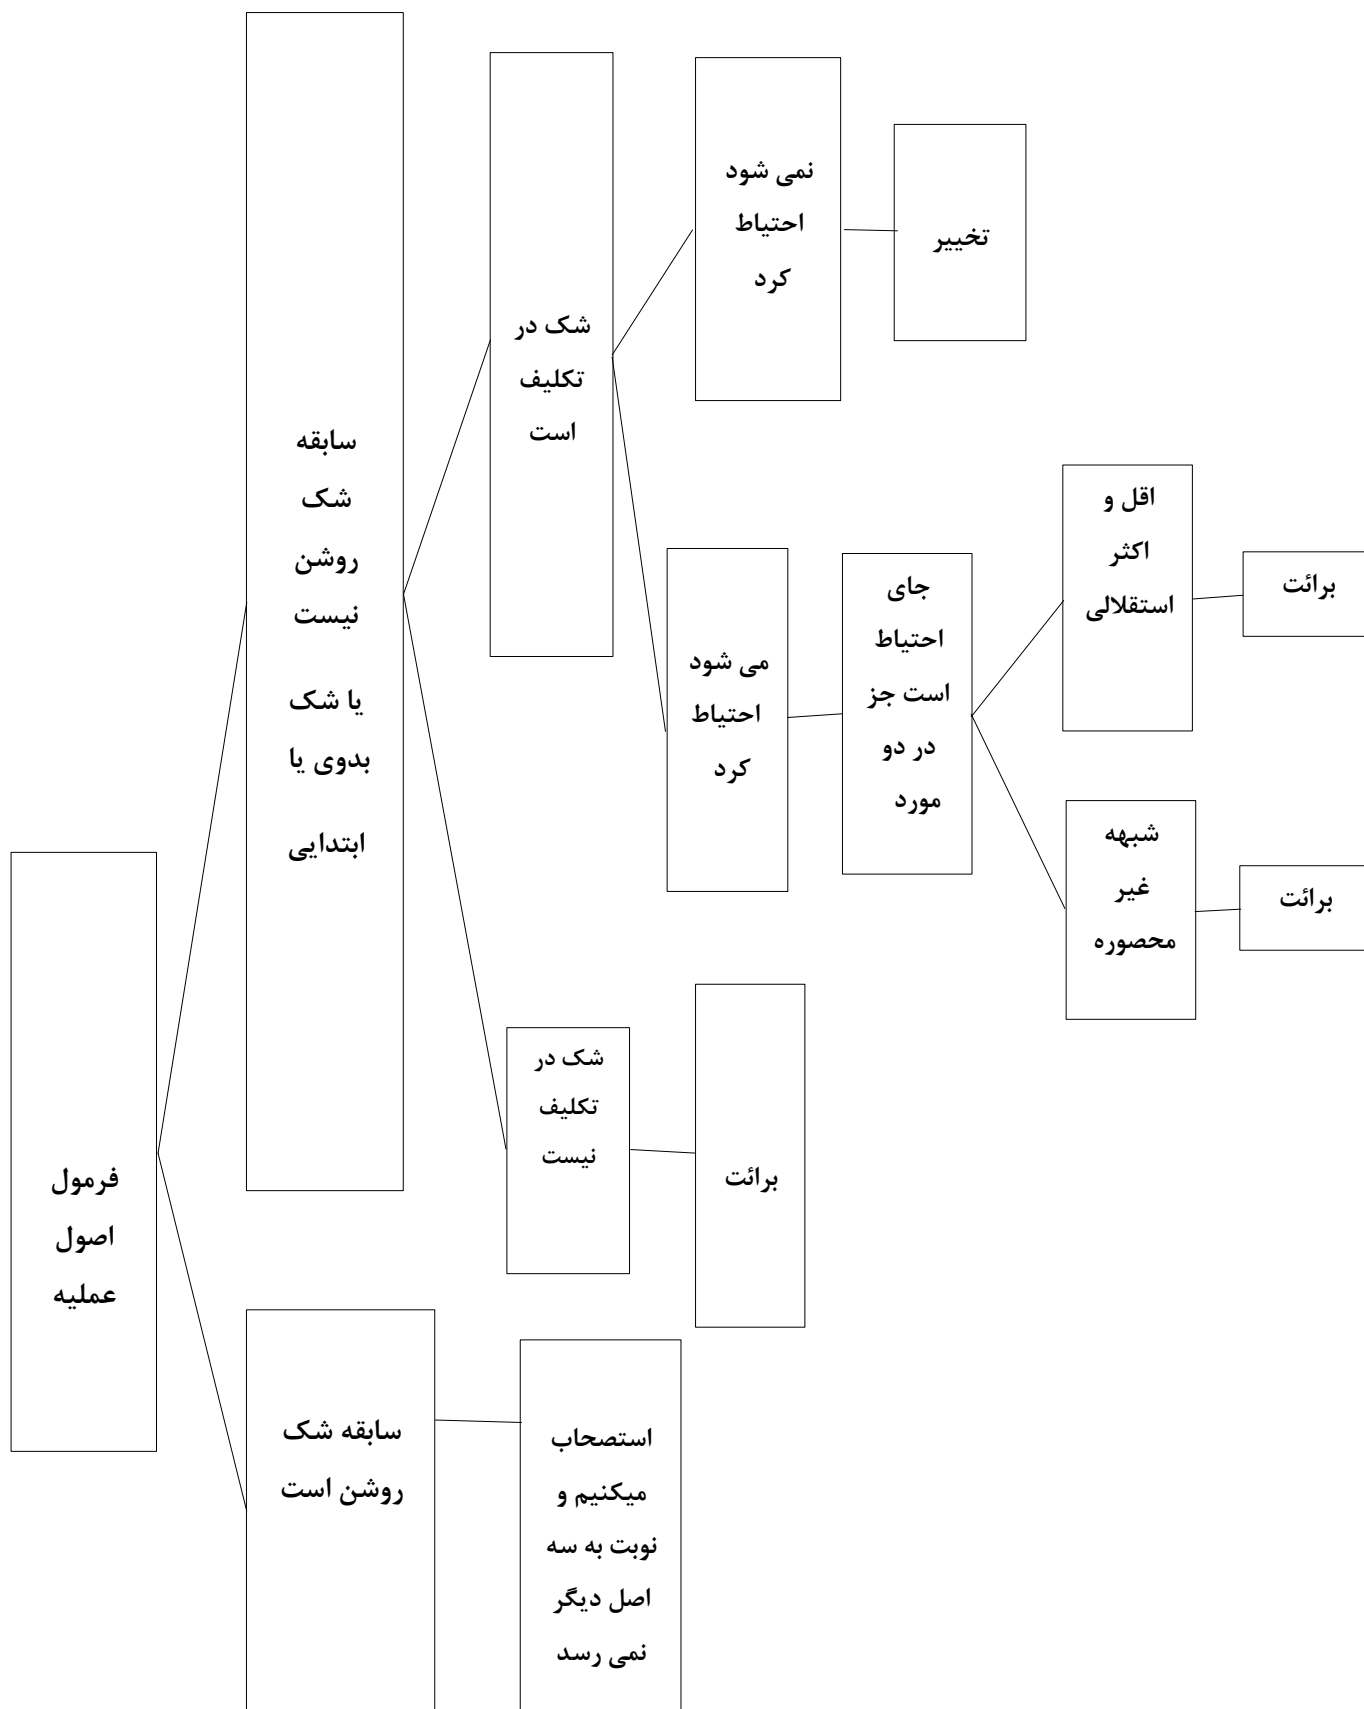 فرمول
اصول
عملیه
سابقه
شک
روشن
نیست
یا شک
بدوی یا
ابتدایی
شک در
تکلیف
است
نمی شود
احتیاط
کرد
تخییر
می شود
احتیاط
کرد
جای
احتیاط
است جز
در دو
مورد
اقل و
اکثر
استقلالی
برائت
شبهه
غیر
محصوره
برائت
شک در
تکلیف
نیست
برائت
سابقه شک
روشن است
استصحاب
میکنیم و
نوبت به سه
اصل دیگر
نمی رسد